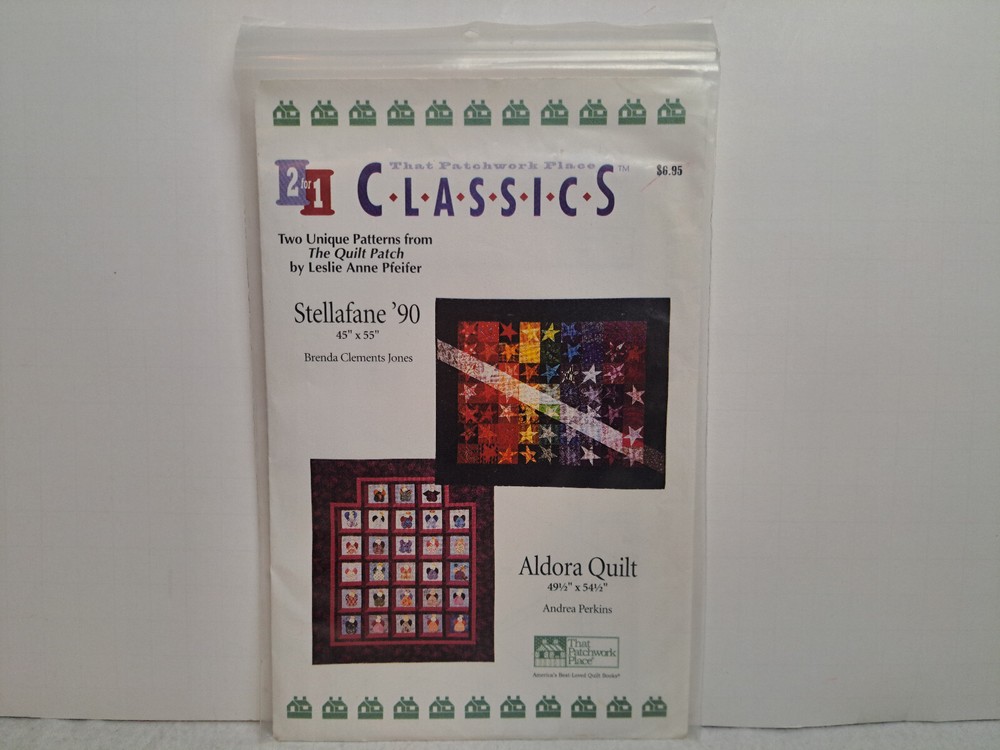 That Patchwork Place
2 for 1 C·L·A·S·S·I·C·S™ $6.95
Two Unique Patterns from
The Quilt Patch
by Leslie Anne Pfeifer
Stellafane ’90
45" x 55"
Brenda Clements Jones
Aldora Quilt
49½" x 54½"
Andrea Perkins
That
Patchwork
Place®
America's Best-Loved Quilt Books®